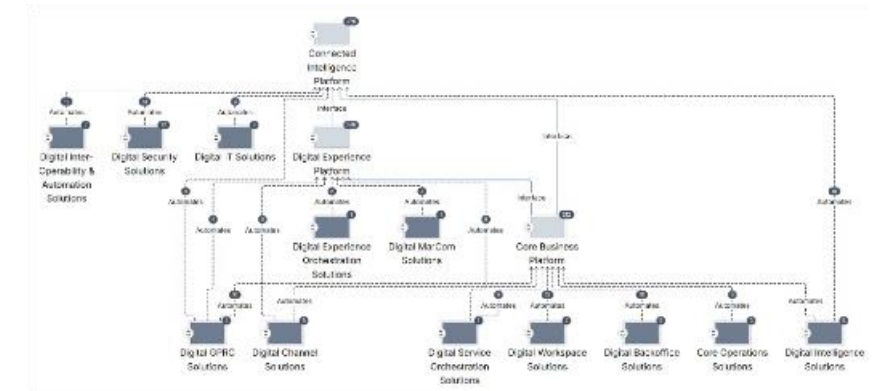 Connected
Intelligence
Platform
Automates
Automates
Automates
Interface
Interface
Digital Inter-
Operability &
Automation
Solutions
Digital Security
Solutions
Digital IT Solutions
Digital Experience
Platform
Automates
Automates
Automates
Automates
Automates
Automates
Interface
Automates
Digital Experience
Orchestration
Solutions
Digital MarCom
Solutions
Core Business
Platform
Automates
Automates
Automates
Automates
Automates
Automates
Automates
Digital GPRC
Solutions
Digital Channel
Solutions
Digital Service
Orchestration
Solutions
Digital Workspace
Solutions
Digital Backoffice
Solutions
Core Operations
Solutions
Digital Intelligence
Solutions